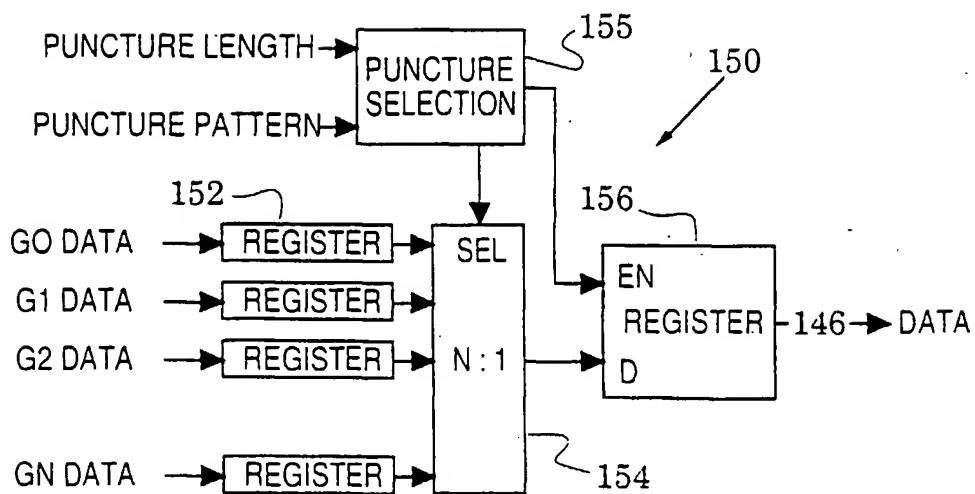 PUNCTURE LENGTH
PUNCTURE PATTERN
PUNCTURE
SELECTION
155
150
152
156
GO DATA
REGISTER
SEL
EN
G1 DATA
REGISTER
REGISTER
146
DATA
G2 DATA
REGISTER
N : 1
D
GN DATA
REGISTER
154